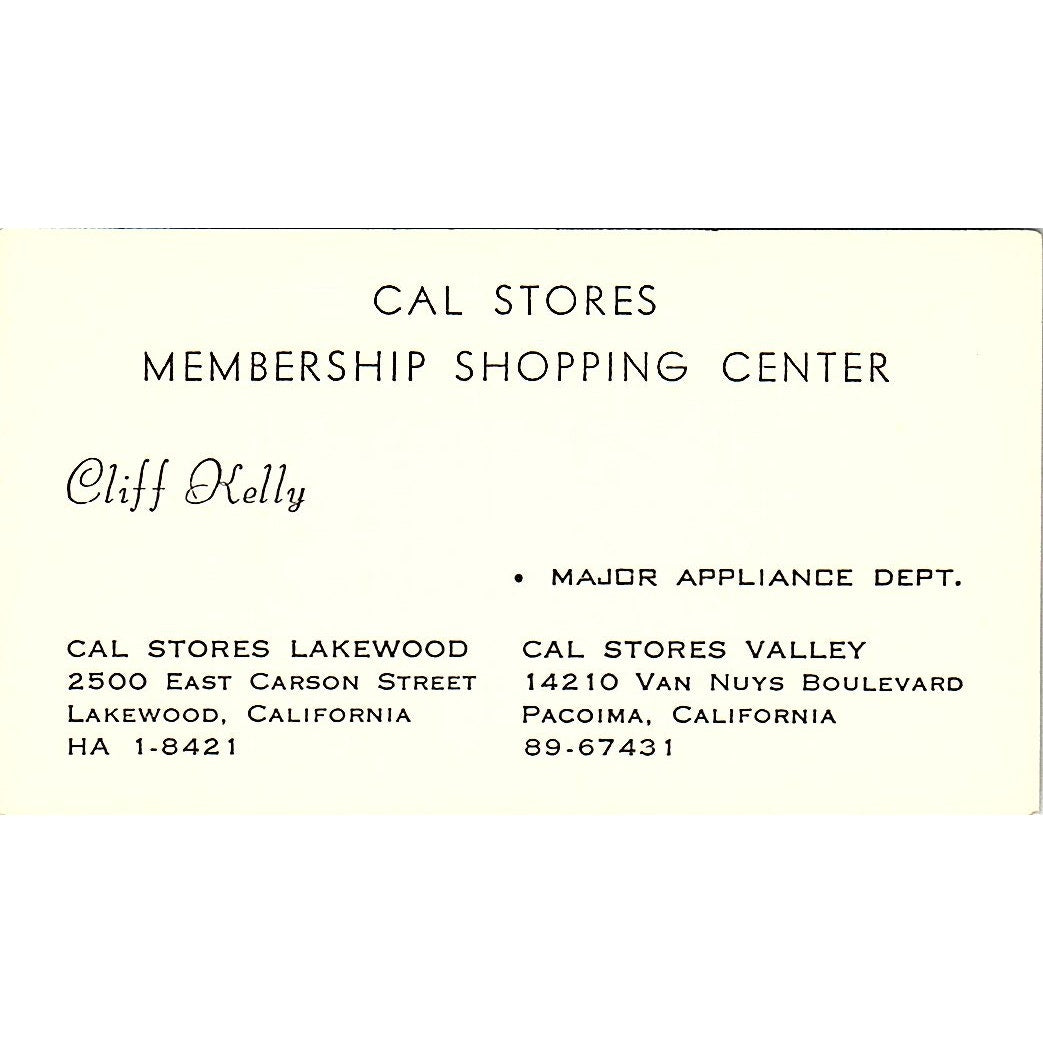 CAL STORES
MEMBERSHIP SHOPPING CENTER
Cliff Kelly
• MAJOR APPLIANCE DEPT.
CAL STORES LAKEWOOD
2500 EAST CARSON STREET
LAKEWOOD, CALIFORNIA
HA 1-8421
CAL STORES VALLEY
14210 VAN NUYS BOULEVARD
PACOIMA, CALIFORNIA
89-67431